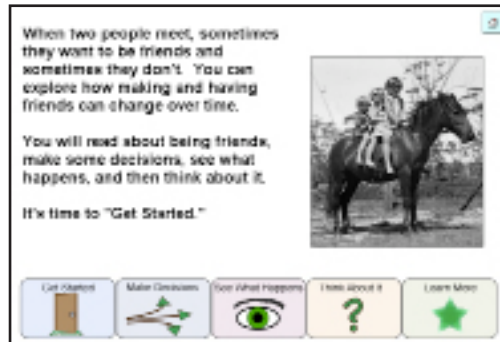 When two people meet, sometimes
they want to be friends and
sometimes they don't. You can
explore how making and having
friends can change over time.
You will read about being friends,
make some decisions, see what
happens, and then think about it.
It's time to "Get Started."
Get Started
Make Decisions
See What Happens
Think About It
Learn More